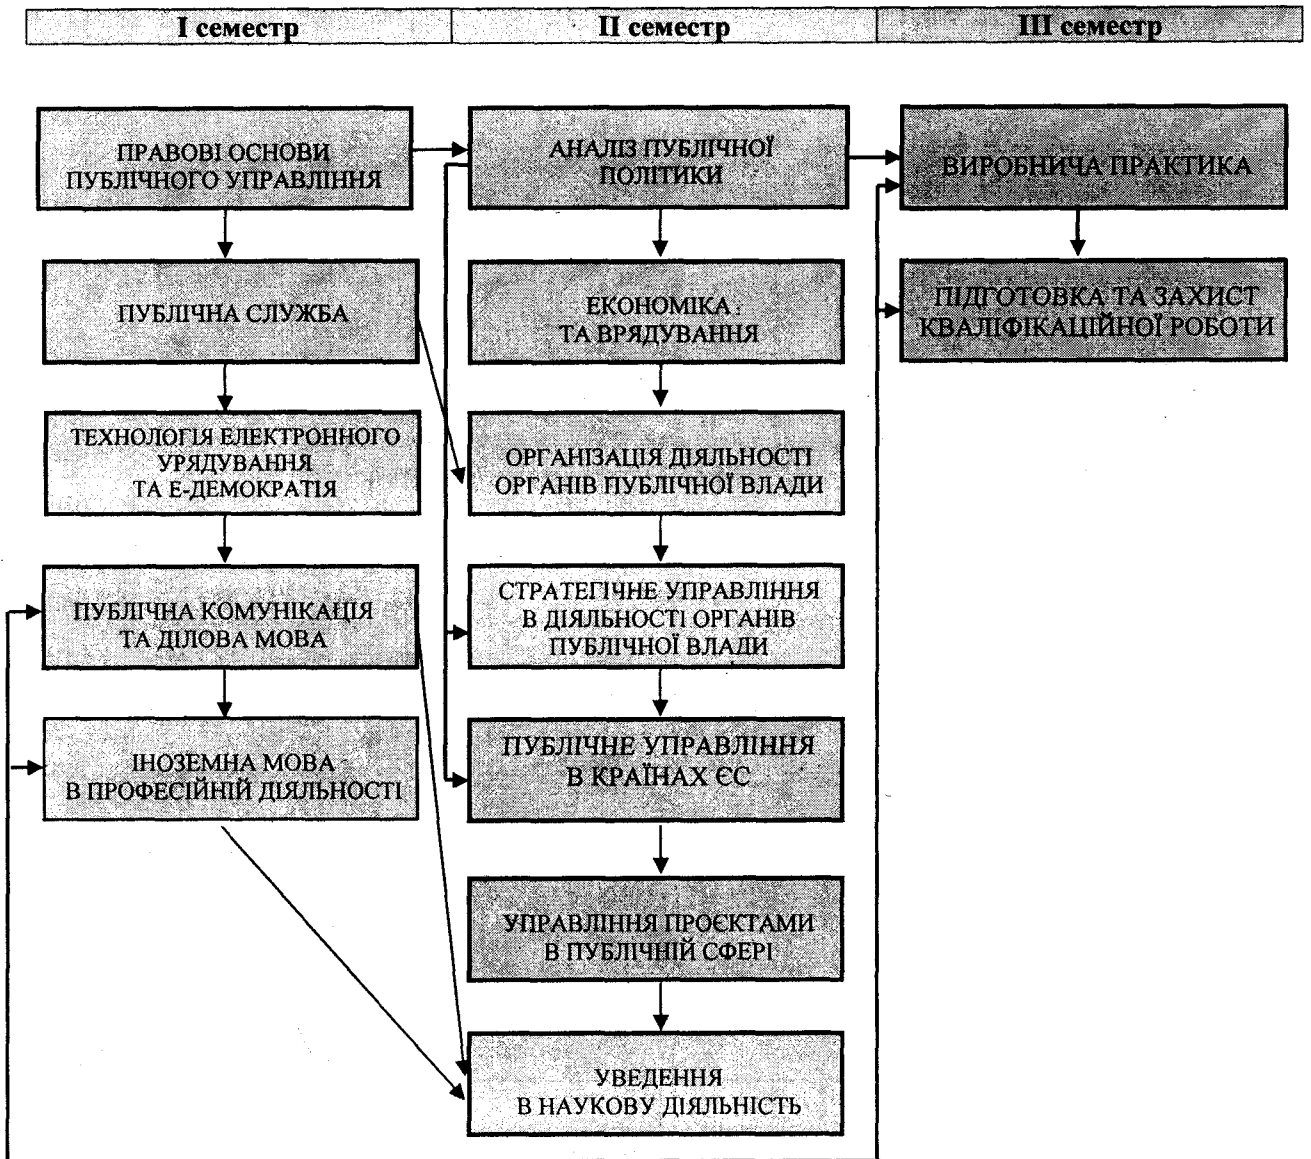 I семестр
II семестр
III семестр
ПРАВОВІ ОСНОВИ
ПУБЛІЧНОГО УПРАВЛІННЯ
ПУБЛІЧНА СЛУЖБА
ТЕХНОЛОГІЯ ЕЛЕКТРОННОГО
УРЯДУВАННЯ
ТА Е-ДЕМОКРАТІЯ
ПУБЛІЧНА КОМУНІКАЦІЯ
ТА ДІЛОВА МОВА
ІНОЗЕМНА МОВА
В ПРОФЕСІЙНІЙ ДІЯЛЬНОСТІ
АНАЛІЗ ПУБЛІЧНОЇ
ПОЛІТИКИ
ЕКОНОМІКА
ТА ВРЯДУВАННЯ
ОРГАНІЗАЦІЯ ДІЯЛЬНОСТІ
ОРГАНІВ ПУБЛІЧНОЇ ВЛАДИ
СТРАТЕГІЧНЕ УПРАВЛІННЯ
В ДІЯЛЬНОСТІ ОРГАНІВ
ПУБЛІЧНОЇ ВЛАДИ
ПУБЛІЧНЕ УПРАВЛІННЯ
В КРАЇНАХ ЄС
УПРАВЛІННЯ ПРОЄКТАМИ
В ПУБЛІЧНІЙ СФЕРІ
УВЕДЕННЯ
В НАУКОВУ ДІЯЛЬНІСТЬ
ВИРОБНИЧА ПРАКТИКА
ПІДГОТОВКА ТА ЗАХИСТ
КВАЛІФІКАЦІЙНОЇ РОБОТИ